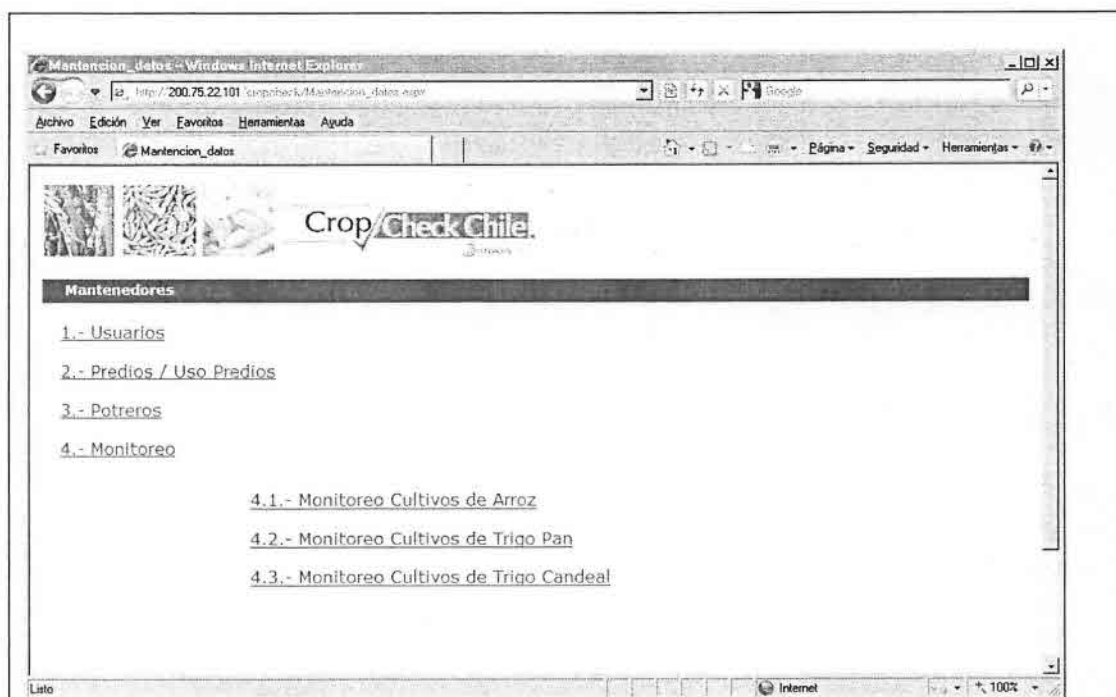 Mantencion_datos - Windows Internet Explorer
http://200.75.22.101/cropcheck/Mantencion_datos.aspx
Google
Archivo Edición Ver Favoritos Herramientas Ayuda
Favoritos Mantencion_datos Página Seguridad Herramientas
Crop Check Chile
Mantenedores
1.- Usuarios
2.- Predios / Uso Predios
3.- Potreros
4.- Monitoreo
4.1.- Monitoreo Cultivos de Arroz
4.2.- Monitoreo Cultivos de Trigo Pan
4.3.- Monitoreo Cultivos de Trigo Candeal
Listo Internet 100%